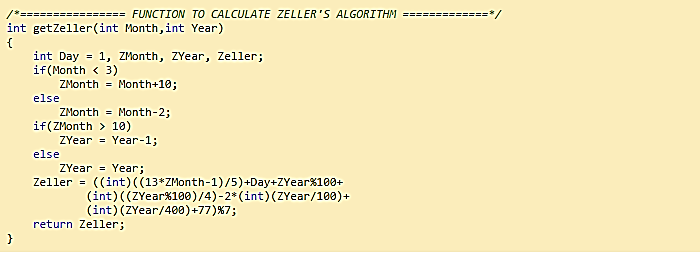 /*================ FUNCTION TO CALCULATE ZELLER'S ALGORITHM =============*/
int getZeller(int Month,int Year)
{
    int Day = 1, ZMonth, ZYear, Zeller;
    if(Month < 3)
        ZMonth = Month+10;
    else
        ZMonth = Month-2;
    if(ZMonth > 10)
        ZYear = Year-1;
    else
        ZYear = Year;
    Zeller = ((int)((13*ZMonth-1)/5)+Day+ZYear%100+
            (int)((ZYear%100)/4)-2*(int)(ZYear/100)+
            (int)(ZYear/400)+77)%7;
    return Zeller;
}